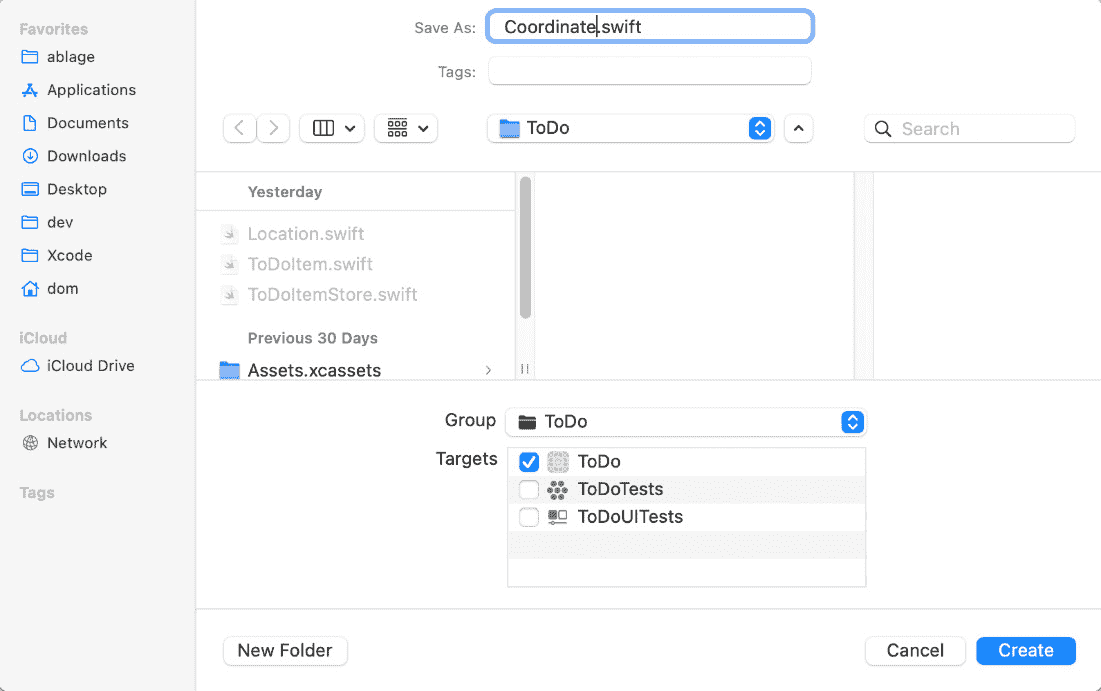 Favorites
ablage
Applications
Documents
Downloads
Desktop
dev
Xcode
dom
iCloud
iCloud Drive
Locations
Network
Tags
Save As: Coordinate.swift
Tags:
ToDo
Search
Yesterday
Location.swift
ToDoItem.swift
ToDoItemStore.swift
Previous 30 Days
Assets.xcassets
Group ToDo
Targets ToDo
ToDoTests
ToDoUITests
New Folder Cancel Create